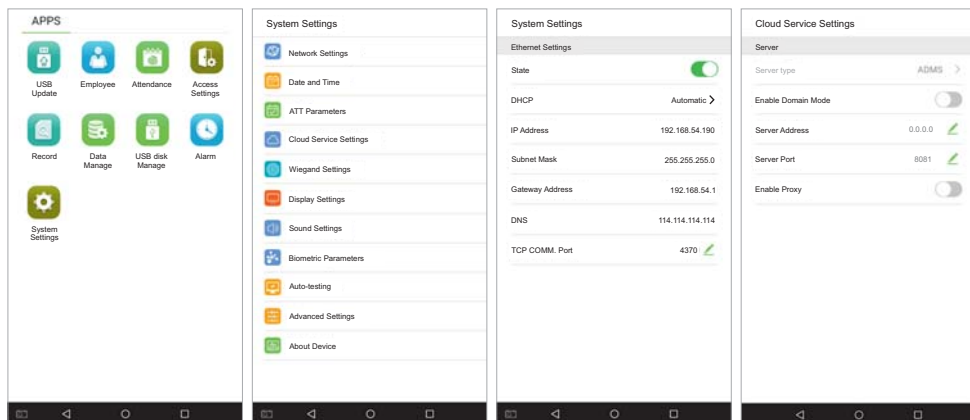 APPS
USB
Update
Employee
Attendance
Access
Settings
Record
Data
Manage
USB disk
Manage
Alarm
System
Settings
System Settings
Network Settings
Date and Time
ATT Parameters
Cloud Service Settings
Wiegand Settings
Display Settings
Sound Settings
Biometric Parameters
Auto-testing
Advanced Settings
About Device
System Settings
Ethernet Settings
State
DHCP Automatic
IP Address 192.168.54.190
Subnet Mask 255.255.255.0
Gateway Address 192.168.54.1
DNS 114.114.114.114
TCP COMM. Port 4370
Cloud Service Settings
Server
Server type ADMS
Enable Domain Mode
Server Address 0.0.0.0
Server Port 8081
Enable Proxy